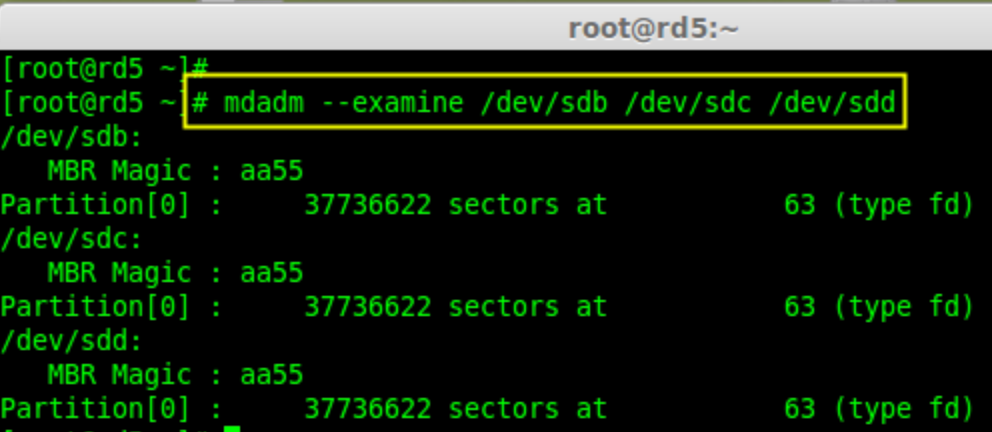 root@rd5:~
[root@rd5 ~]#
[root@rd5 ~]# mdadm --examine /dev/sdb /dev/sdc /dev/sdd
/dev/sdb:
   MBR Magic : aa55
Partition[0] :     37736622 sectors at           63 (type fd)
/dev/sdc:
   MBR Magic : aa55
Partition[0] :     37736622 sectors at           63 (type fd)
/dev/sdd:
   MBR Magic : aa55
Partition[0] :     37736622 sectors at           63 (type fd)